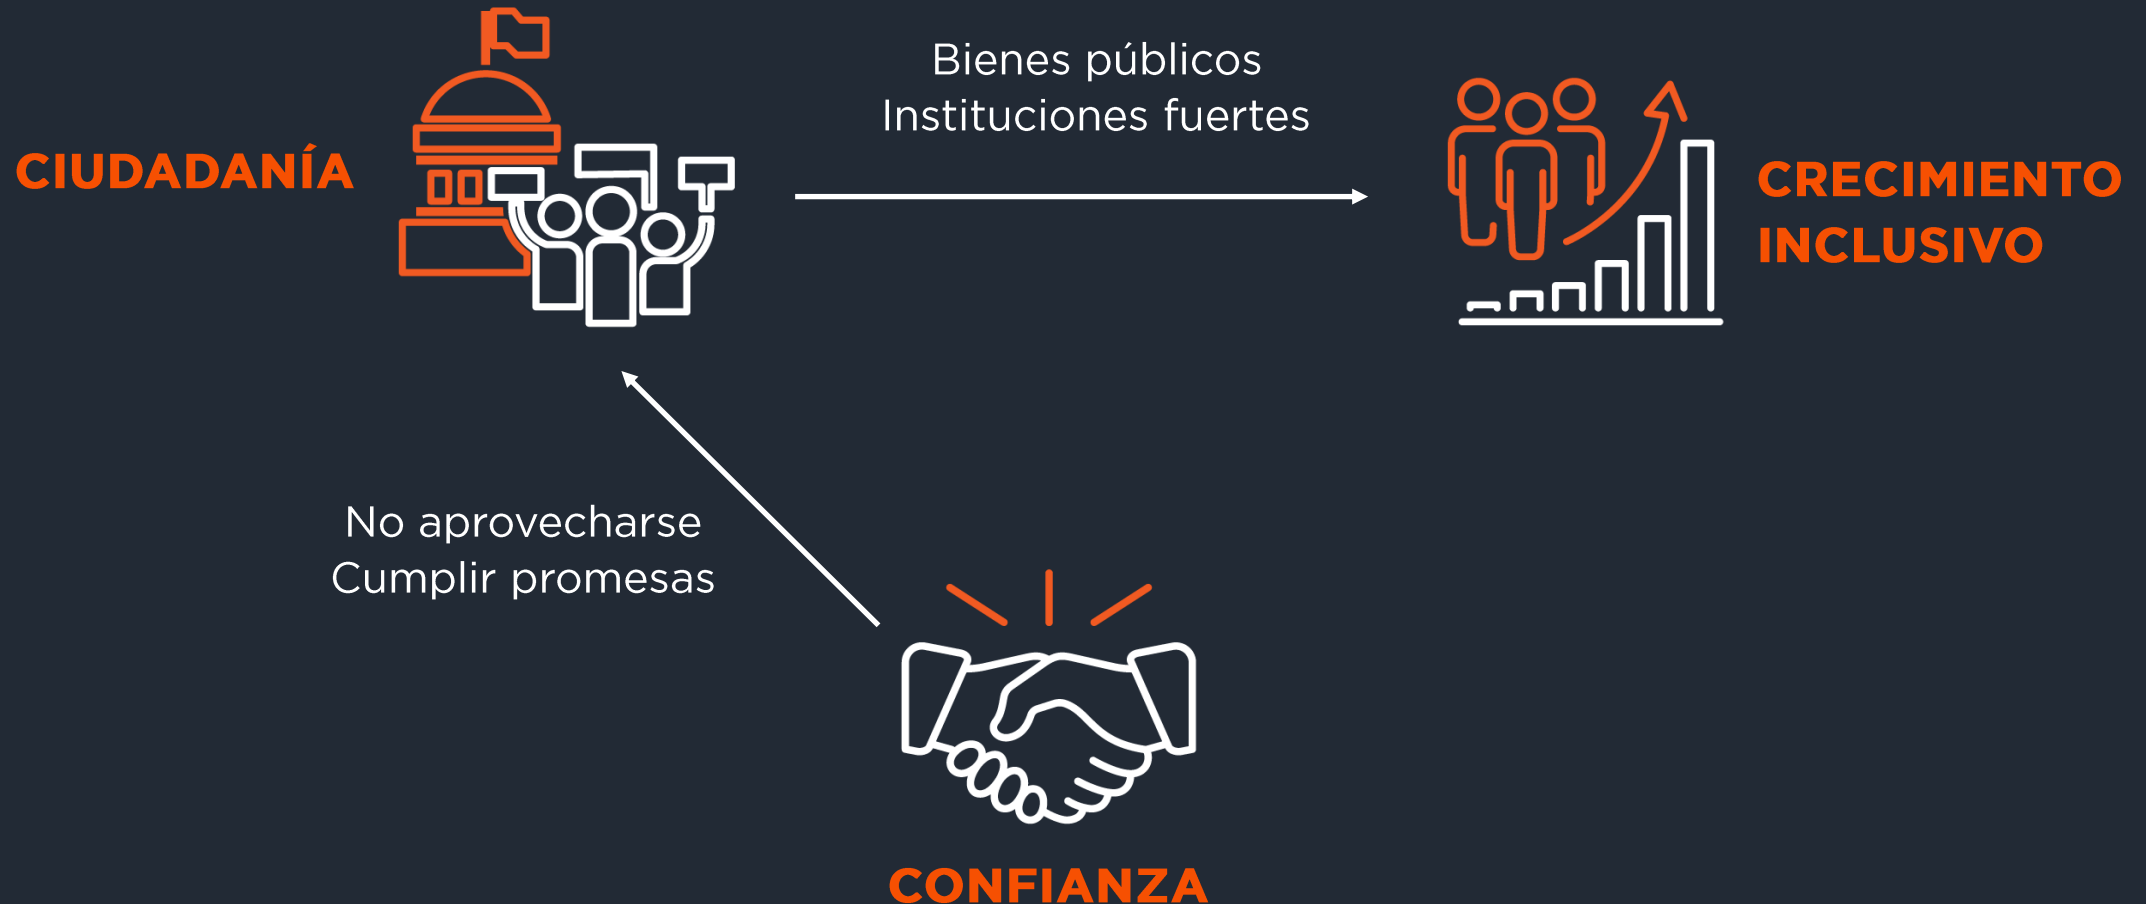 Bienes públicos
Instituciones fuertes
CIUDADANÍA
CRECIMIENTO
INCLUSIVO
No aprovecharse
Cumplir promesas
CONFIANZA